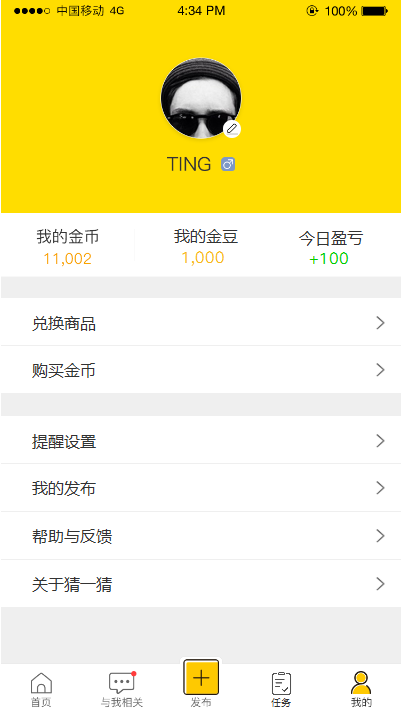 中国移动 4G 4:34 PM 100%
TING
我的金币 我的金豆 今日盈亏
11,002 1,000 +100
兑换商品
购买金币
提醒设置
我的发布
帮助与反馈
关于猜一猜
首页 与我相关 发布 任务 我的